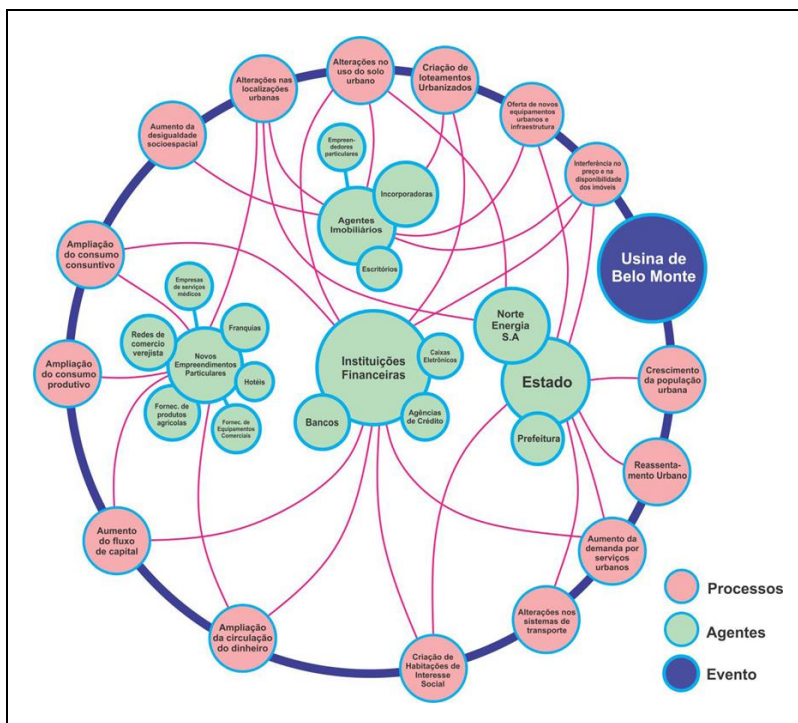 Alterações no
uso do solo
urbano
Criação de
loteamentos
Urbanizados
Oferta de novos
equipamentos
urbanos e
infraestrutura
Interferência no
preço e na
disponibilidade
dos imóveis
Usina de
Belo Monte
Crescimento
da população
urbana
Reassenta-
mento Urbano
Aumento da
demanda por
serviços
urbanos
Alterações nos
sistemas de
transporte
Criação de
Habitações de
Interesse
Social
Ampliação
da circulação
do dinheiro
Aumento
do fluxo
de capital
Ampliação
do consumo
produtivo
Ampliação
do consumo
consuntivo
Aumento da
desigualdade
socioespacial
Alterações nas
localizações
urbanas
Empreen-
dedores
particulares
Incorporadoras
Agentes
Imobiliários
Escritórios
Empresas
de serviços
médicos
Franquias
Redes de
comercio
verejista
Novos
Empreendimentos
Particulares
Hotéis
Fornec. de
produtos
agrícolas
Fornec. de
Equipamentos
Comerciais
Instituições
Financeiras
Caixas
Eletrônicos
Agências
de Crédito
Bancos
Norte
Energia
S.A
Estado
Prefeitura
Processos
Agentes
Evento